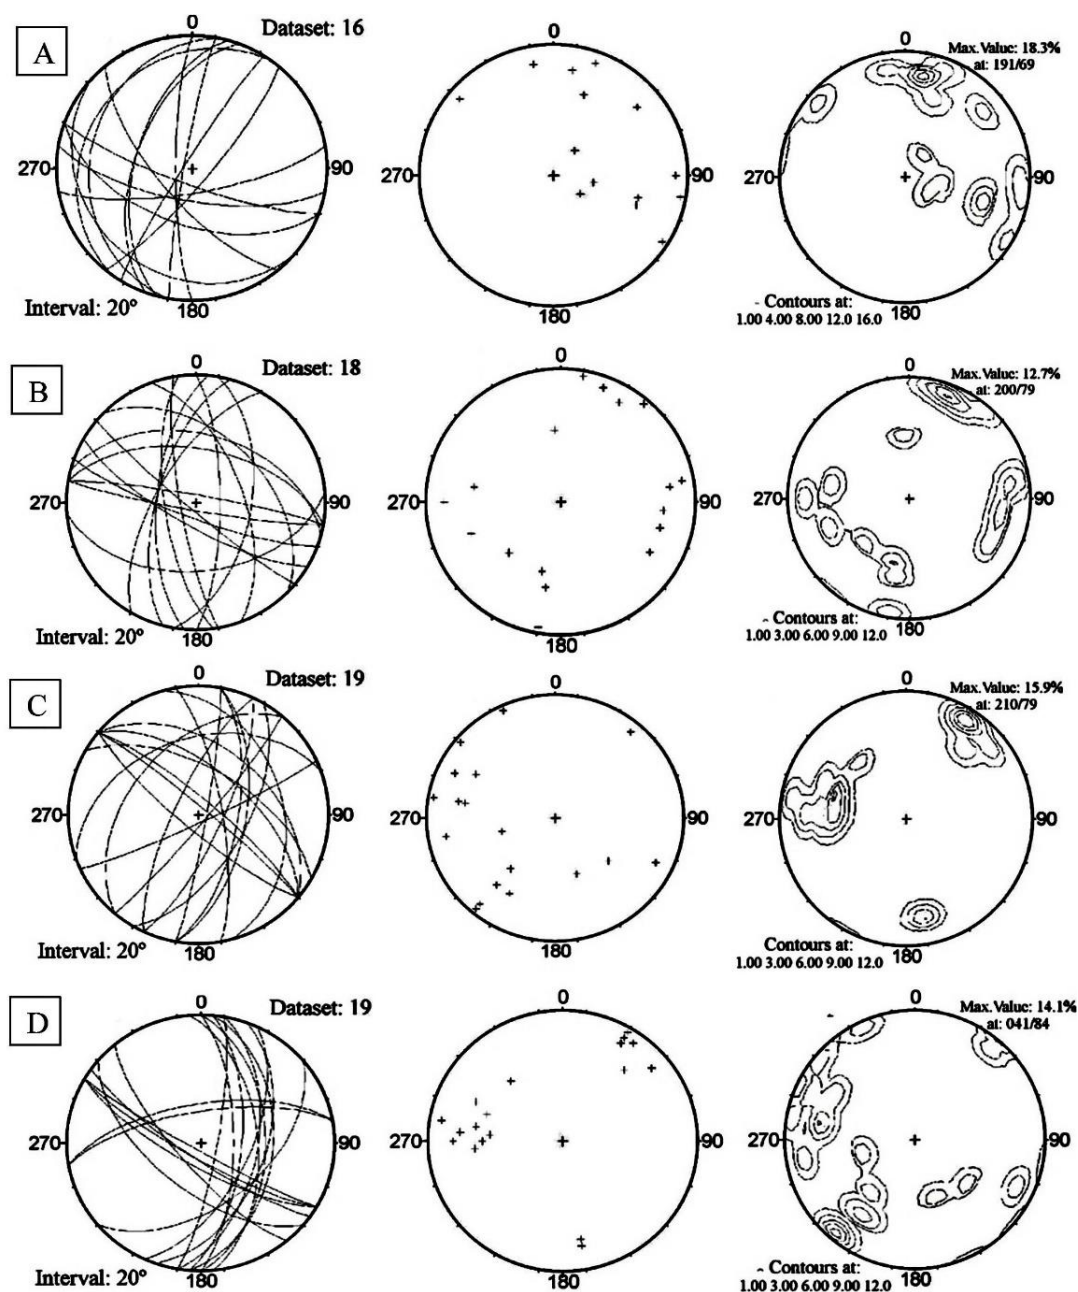 A
0
Dataset: 16
270
90
Interval: 20°
180
0
90
270
180
0
Max. Value: 18.3%
at: 191/69
270
90
180
Contours at:
1.00 4.00 8.00 12.0 16.0
B
0
Dataset: 18
270
90
Interval: 20°
180
0
270
90
180
0
Max. Value: 12.7%
at: 200/79
270
90
180
Contours at:
1.00 3.00 6.00 9.00 12.0
C
0
Dataset: 19
270
90
Interval: 20°
180
0
270
90
180
0
Max. Value: 15.9%
at: 210/79
270
90
180
Contours at:
1.00 3.00 6.00 9.00 12.0
D
0
Dataset: 19
270
90
Interval: 20°
180
0
270
90
180
0
Max. Value: 14.1%
at: 041/84
270
90
180
Contours at:
1.00 3.00 6.00 9.00 12.0